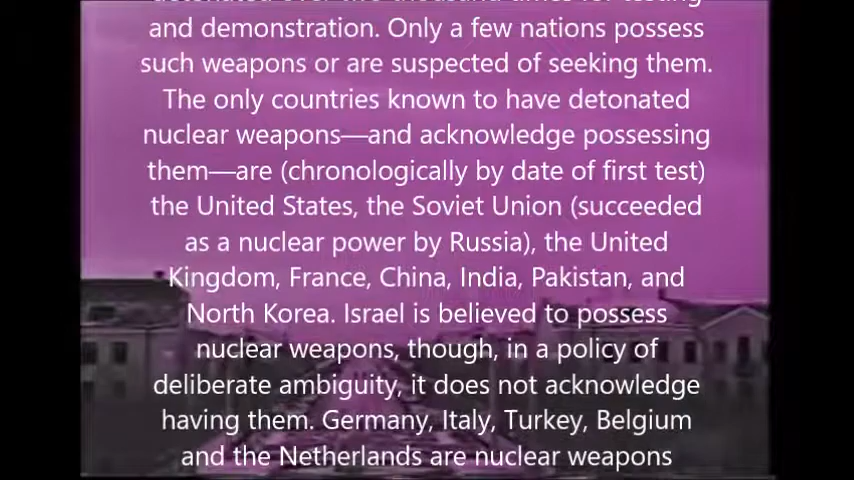 and demonstration. Only a few nations possess
such weapons or are suspected of seeking them.
The only countries known to have detonated
nuclear weapons—and acknowledge possessing
them—are (chronologically by date of first test)
the United States, the Soviet Union (succeeded
as a nuclear power by Russia), the United
Kingdom, France, China, India, Pakistan, and
North Korea. Israel is believed to possess
nuclear weapons, though, in a policy of
deliberate ambiguity, it does not acknowledge
having them. Germany, Italy, Turkey, Belgium
and the Netherlands are nuclear weapons